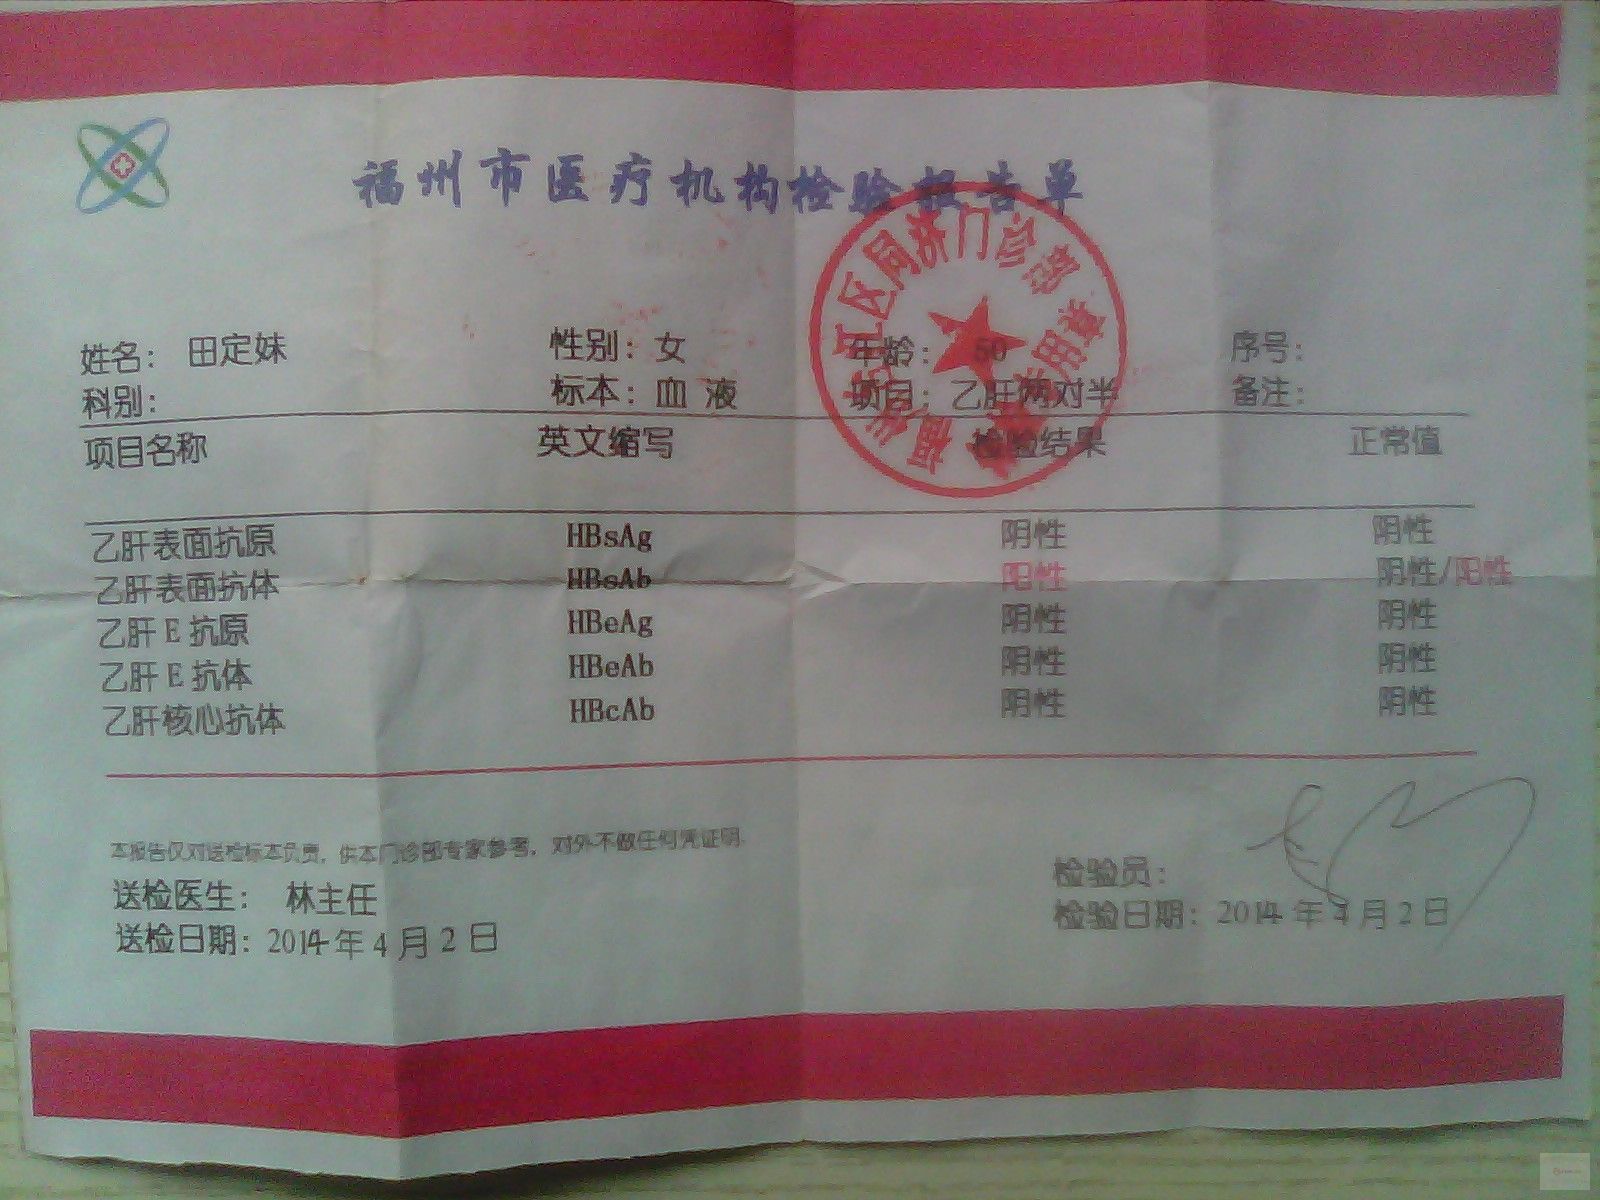 福州市医疗机构检验报告单
区同济门诊部
姓名： 田定妹 性别：女 年龄：50 序号：
科别： 标本：血 液 项目：乙肝两对半 备注：
项目名称 英文缩写 检验结果 正常值
乙肝表面抗原 HBsAg 阴性 阴性
乙肝表面抗体 HBsAb 阳性 阴性/阳性
乙肝E抗原 HBeAg 阴性 阴性
乙肝E抗体 HBeAb 阴性 阴性
乙肝核心抗体 HBcAb 阴性 阴性
本报告仅对送检标本负责，供本门诊部专家参考，对外不做任何凭证明.
送检医生： 林主任 检验员：
送检日期：2014年4月2日 检验日期：2014年4月2日